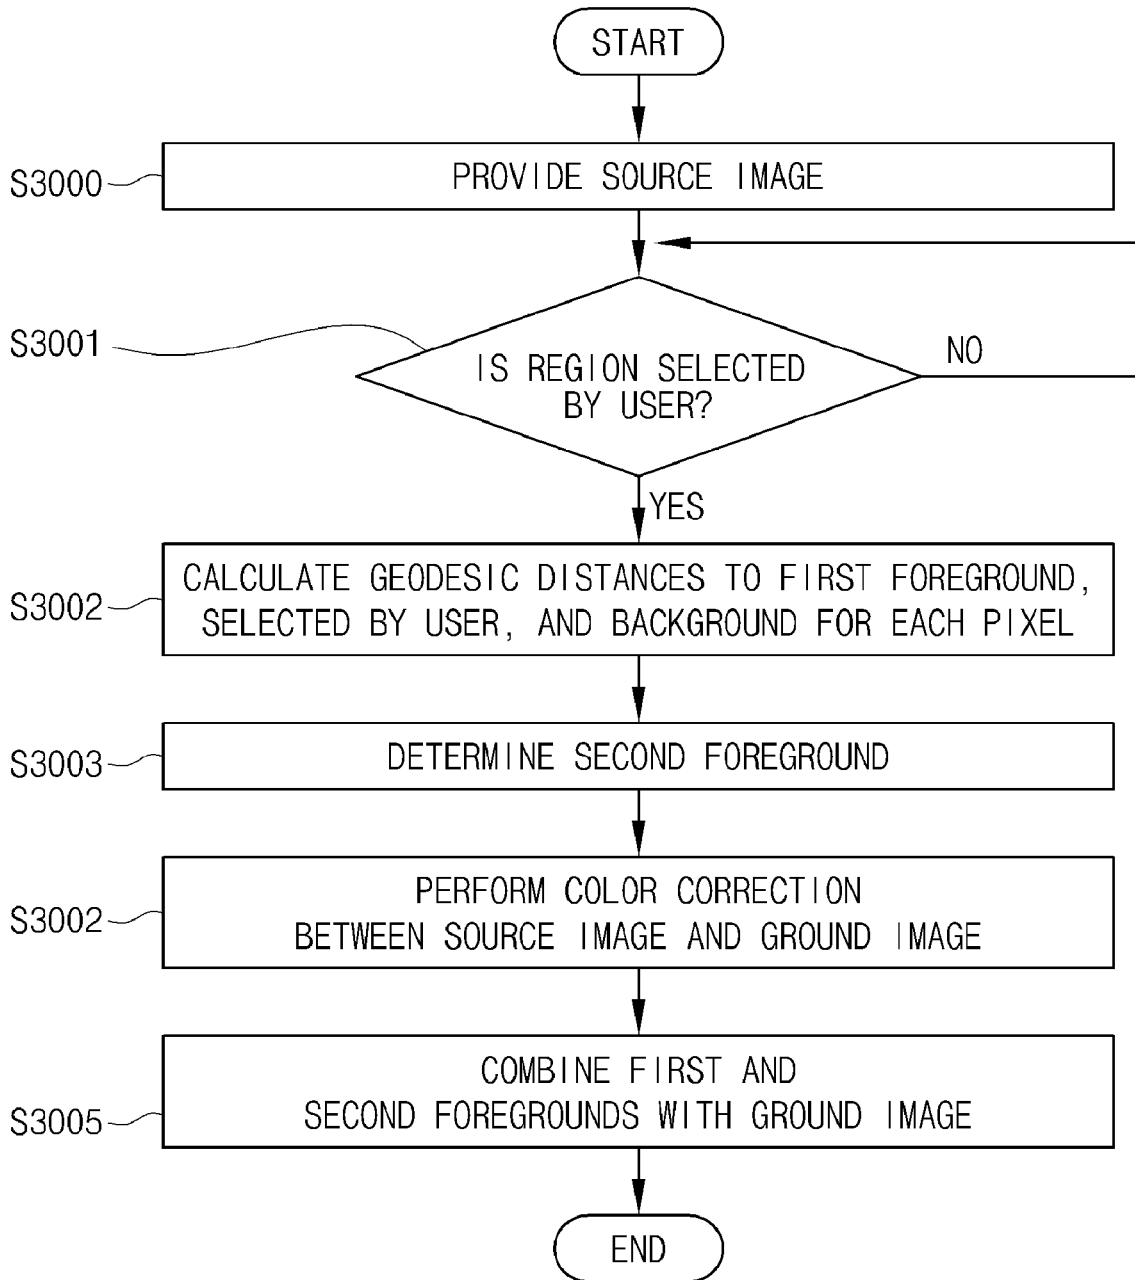 START
S3000
PROVIDE SOURCE IMAGE
S3001
IS REGION SELECTED
BY USER?
NO
YES
S3002
CALCULATE GEODESIC DISTANCES TO FIRST FOREGROUND,
SELECTED BY USER, AND BACKGROUND FOR EACH PIXEL
S3003
DETERMINE SECOND FOREGROUND
S3002
PERFORM COLOR CORRECTION
BETWEEN SOURCE IMAGE AND GROUND IMAGE
S3005
COMBINE FIRST AND
SECOND FOREGROUNDS WITH GROUND IMAGE
END